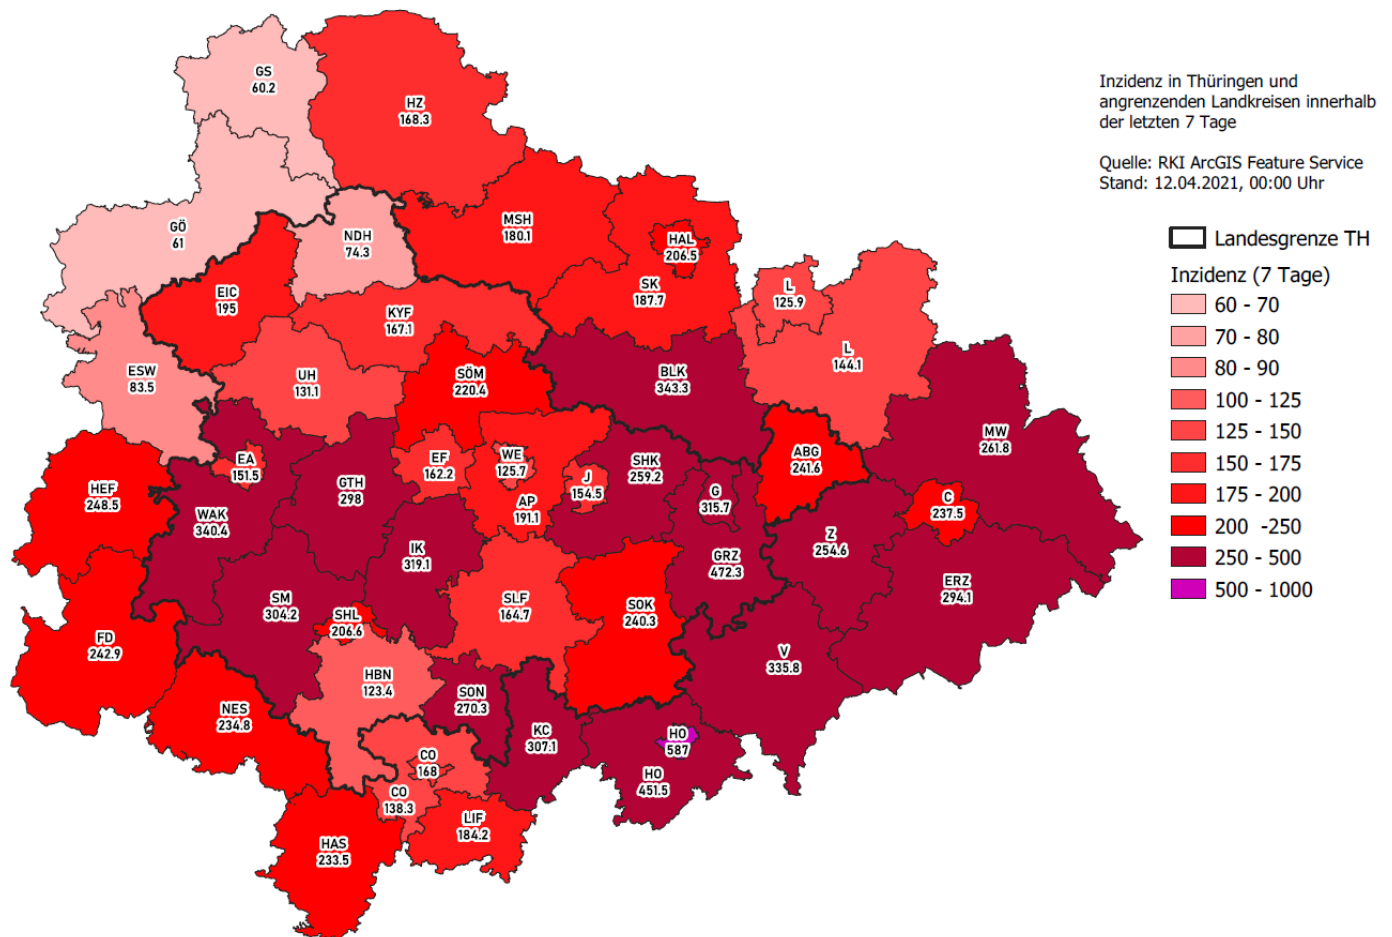 Inzidenz in Thüringen und
angrenzenden Landkreisen innerhalb
der letzten 7 Tage
Quelle: RKI ArcGIS Feature Service
Stand: 12.04.2021, 00:00 Uhr
Landesgrenze TH
Inzidenz (7 Tage)
60 - 70
70 - 80
80 - 90
100 - 125
125 - 150
150 - 175
175 - 200
200 -250
250 - 500
500 - 1000
GS
60.2
HZ
168.3
GÖ
61
NDH
74.3
MSH
180.1
HAL
206.5
EIC
195
SK
187.7
L
125.9
KYF
167.1
L
144.1
ESW
83.5
UH
131.1
SÖM
220.4
BLK
343.3
MW
261.8
HEF
248.5
EA
151.5
GTH
298
EF
162.2
WE
125.7
J
154.5
SHK
259.2
ABG
241.6
WAK
340.4
AP
191.1
G
315.7
C
237.5
IK
319.1
GRZ
472.3
Z
254.6
ERZ
294.1
SM
304.2
SHL
206.6
SLF
164.7
SOK
240.3
FD
242.9
HBN
123.4
SON
270.3
V
335.8
NES
234.8
KC
307.1
HO
587
HO
451.5
CO
168
CO
138.3
LIF
184.2
HAS
233.5